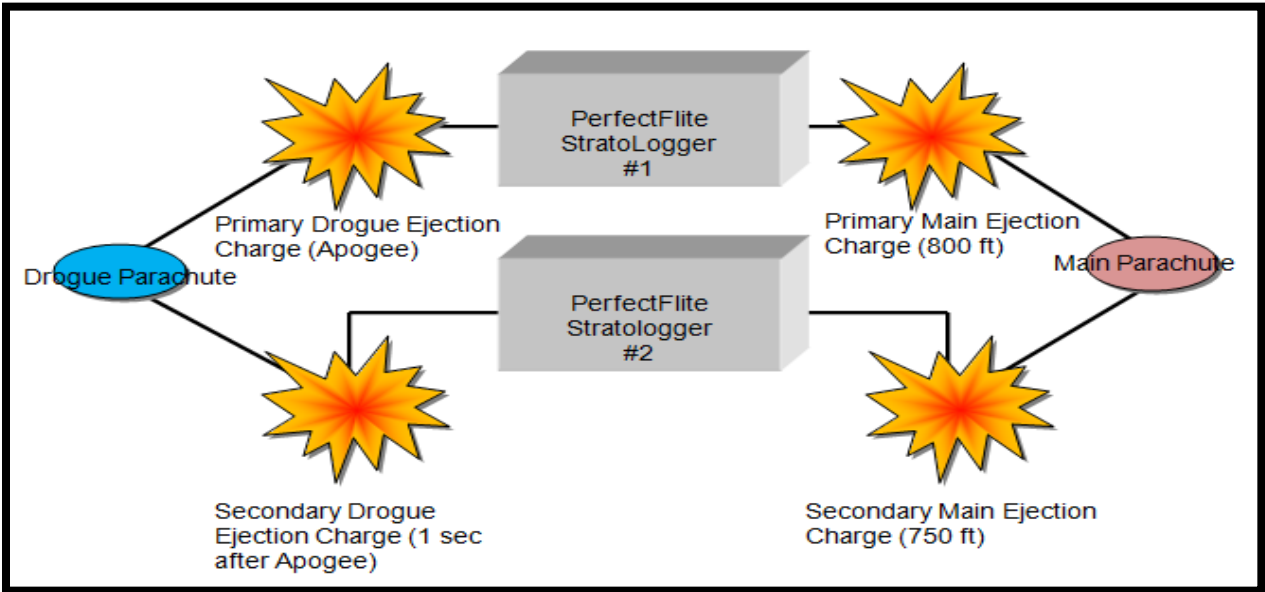 PerfectFlite
StratoLogger
#1
Primary Drogue Ejection
Charge (Apogee)
Primary Main Ejection
Charge (800 ft)
Drogue Parachute
Main Parachute
PerfectFlite
Stratologger
#2
Secondary Drogue
Ejection Charge (1 sec
after Apogee)
Secondary Main Ejection
Charge (750 ft)